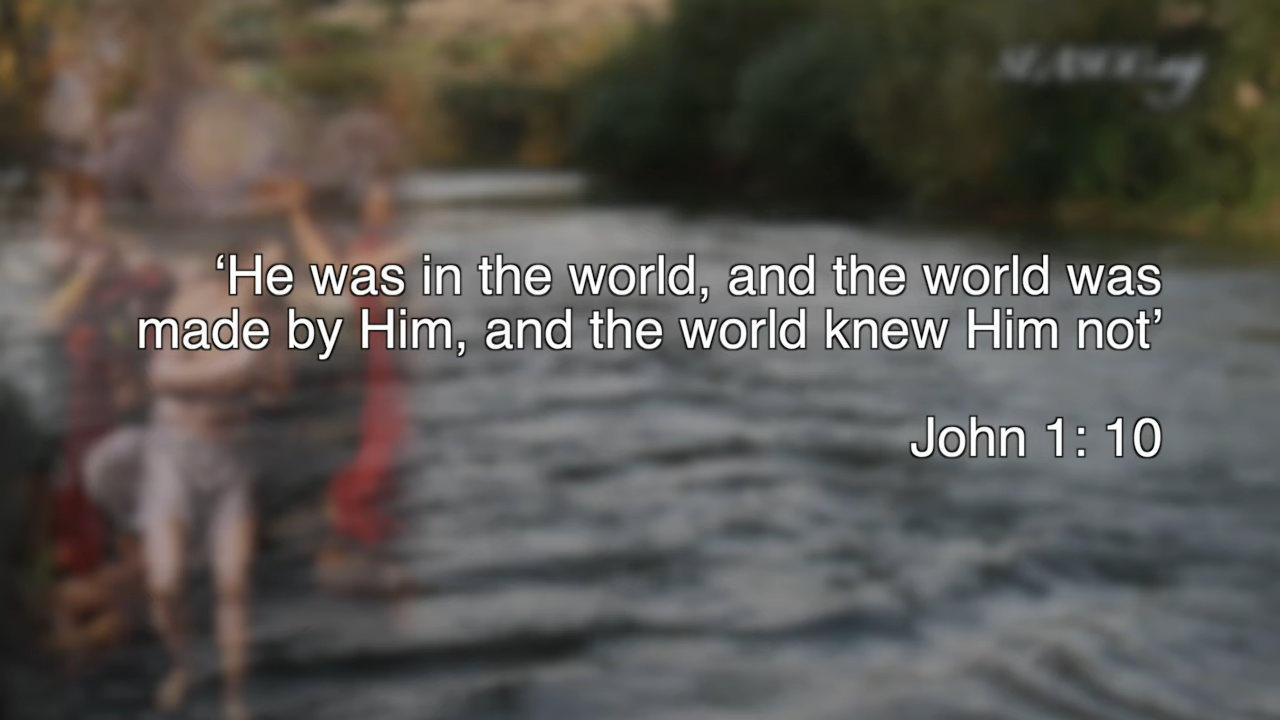 ‘He was in the world, and the world was
made by Him, and the world knew Him not’
John 1: 10